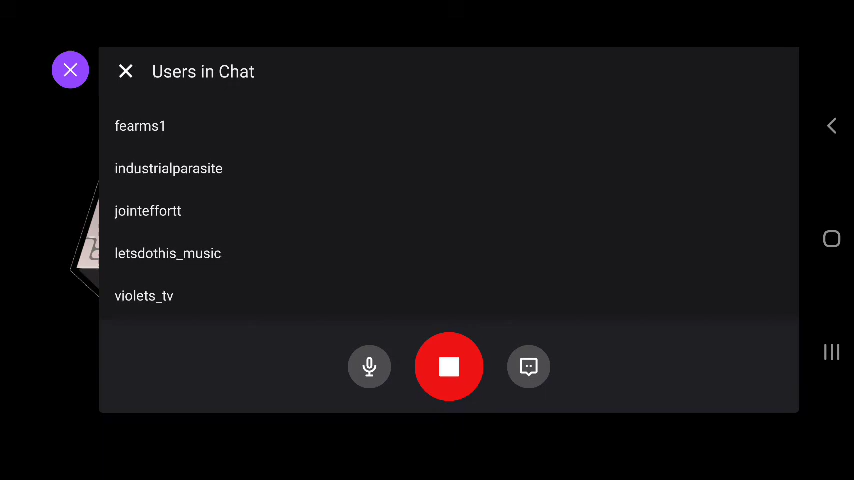 Users in Chat
fearms1
industrialparasite
jointeffortt
letsdothis_music
violets_tv